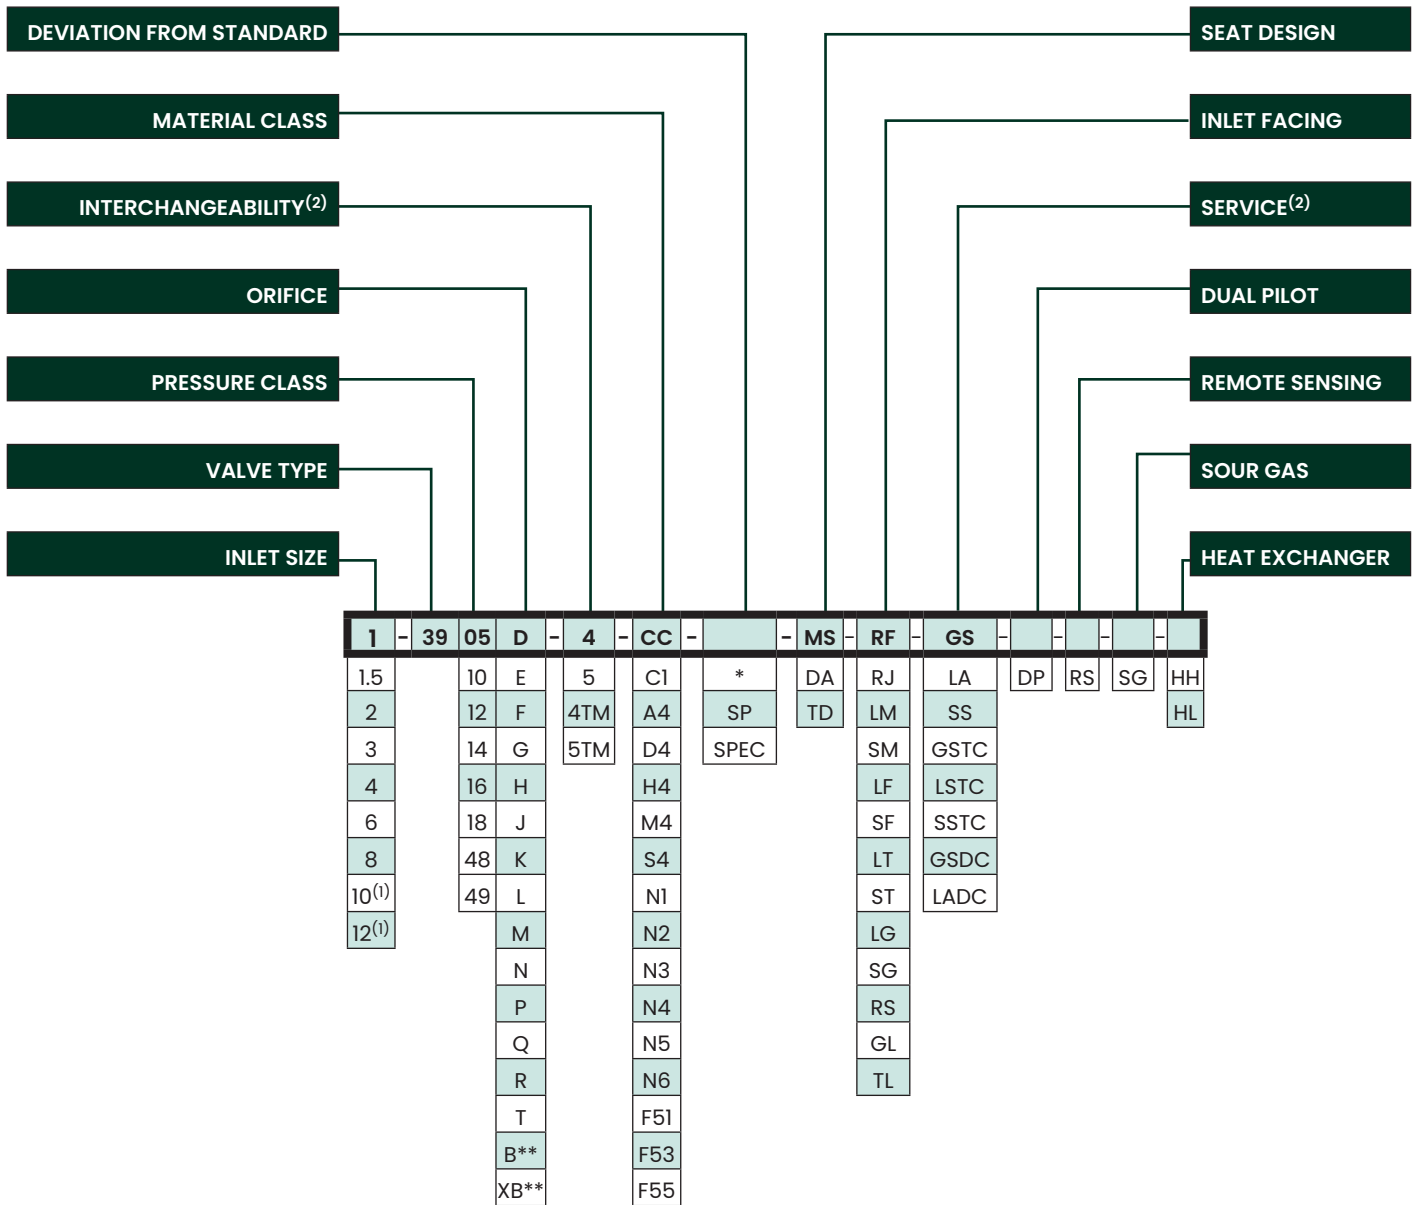 DEVIATION FROM STANDARD SEAT DESIGN
MATERIAL CLASS INLET FACING
INTERCHANGEABILITY(2) SERVICE(2)
ORIFICE DUAL PILOT
PRESSURE CLASS REMOTE SENSING
VALVE TYPE SOUR GAS
INLET SIZE HEAT EXCHANGER
1 - 39 05 D - 4 - CC - - MS - RF - GS - - - -
1.5 10 E 5 C1 * DA RJ LA DP RS SG HH
2 12 F 4TM A4 SP TD LM SS HL
3 14 G 5TM D4 SPEC SM GSTC
4 16 H H4 LF LSTC
6 18 J M4 SF SSTC
8 48 K S4 LT GSDC
10(1) 49 L N1 ST LADC
12(1) M N2 LG
N N3 SG
P N4 RS
Q N5 GL
R N6 TL
T F51
B** F53
XB** F55